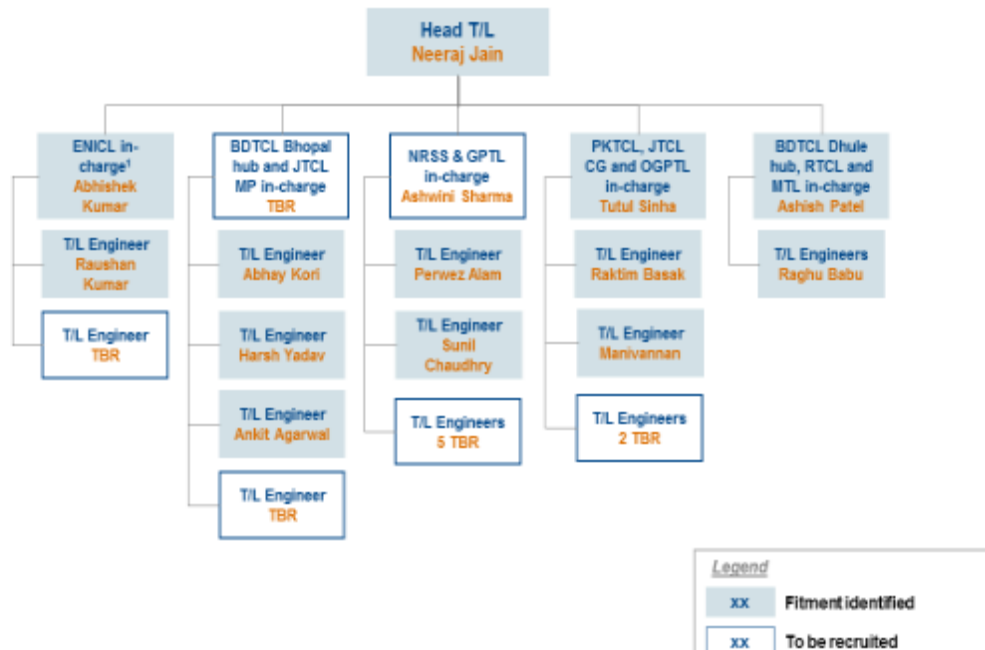 Head T/L
Neeraj Jain
ENICL in-
charge¹
Abhishek
Kumar
T/L Engineer
Raushan
Kumar
T/L Engineer
TBR
BDTCL Bhopal
hub and JTCL
MP in-charge
TBR
T/L Engineer
Abhay Kori
T/L Engineer
Harsh Yadav
T/L Engineer
Ankit Agarwal
T/L Engineer
TBR
NRSS & GPTL
in-charge
Ashwini Sharma
T/L Engineer
Perwez Alam
T/L Engineer
Sunil
Chaudhry
T/L Engineers
5 TBR
PKTCL, JTCL
CG and OGPTL
in-charge
Tutul Sinha
T/L Engineer
Raktim Basak
T/L Engineer
Manivannan
T/L Engineers
2 TBR
BDTCL Dhule
hub, RTCL and
MTL in-charge
Ashish Patel
T/L Engineers
Raghu Babu
Legend
xx Fitment identified
xx To be recruited